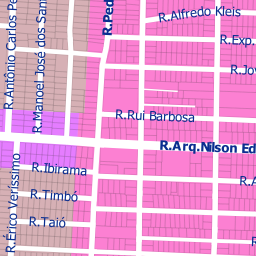 R.Alfredo Kleis
R.Ped
R.Exp.
R.Antônio Carlos Pe
R.Manoel José dos San
R.Jov
R.Rui Barbosa
R.Arq.Nilson Ed
R.Ibirama
R.A
R.Timbó
R.Taió
R.Érico Veríssimo
R